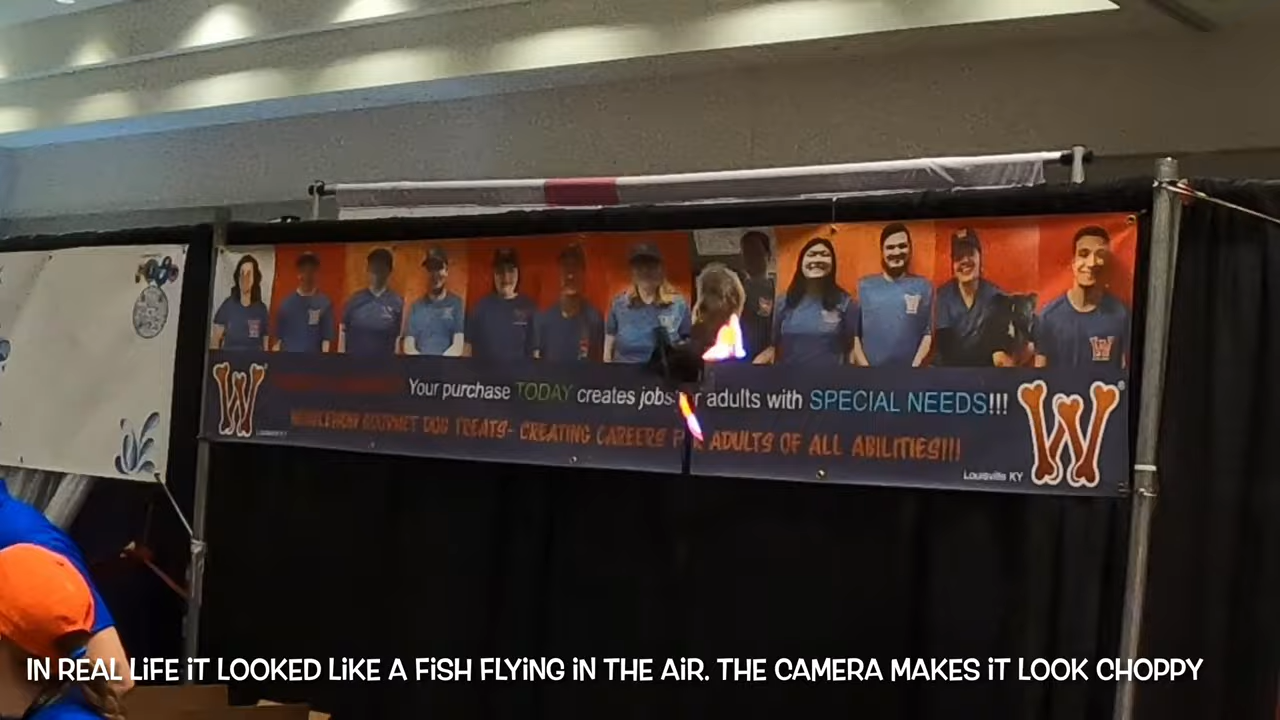 Your purchase TODAY creates jobs r adults with SPECIAL NEEDS!!!
GOURMET DOG TREATS- CREATING CAREERS F R ADULTS OF ALL ABILITIES!!!
Louisville KY
W
W
IN REAL LIFE IT LOOKED LIKE A FISH FLYING IN THE AIR. THE CAMERA MAKES IT LOOK CHOPPY